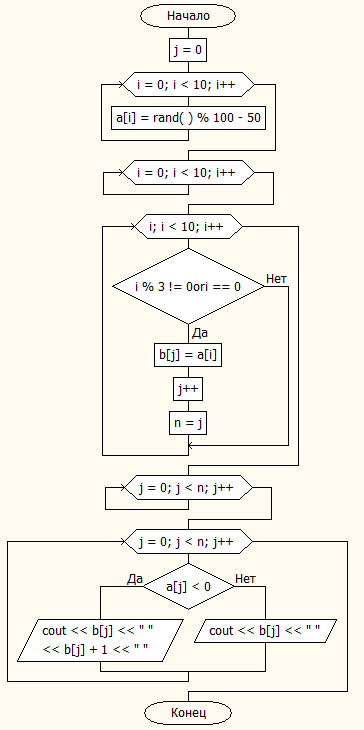 Начало
j = 0
i = 0; i < 10; i++
a[i] = rand( ) % 100 - 50
i = 0; i < 10; i++
i; i < 10; i++
i % 3 != 0ori == 0
Нет
Да
b[j] = a[i]
j++
n = j
j = 0; j < n; j++
j = 0; j < n; j++
Да
a[j] < 0
Нет
cout << b[j] << " "
<< b[j] + 1 << " "
cout << b[j] << " "
Конец